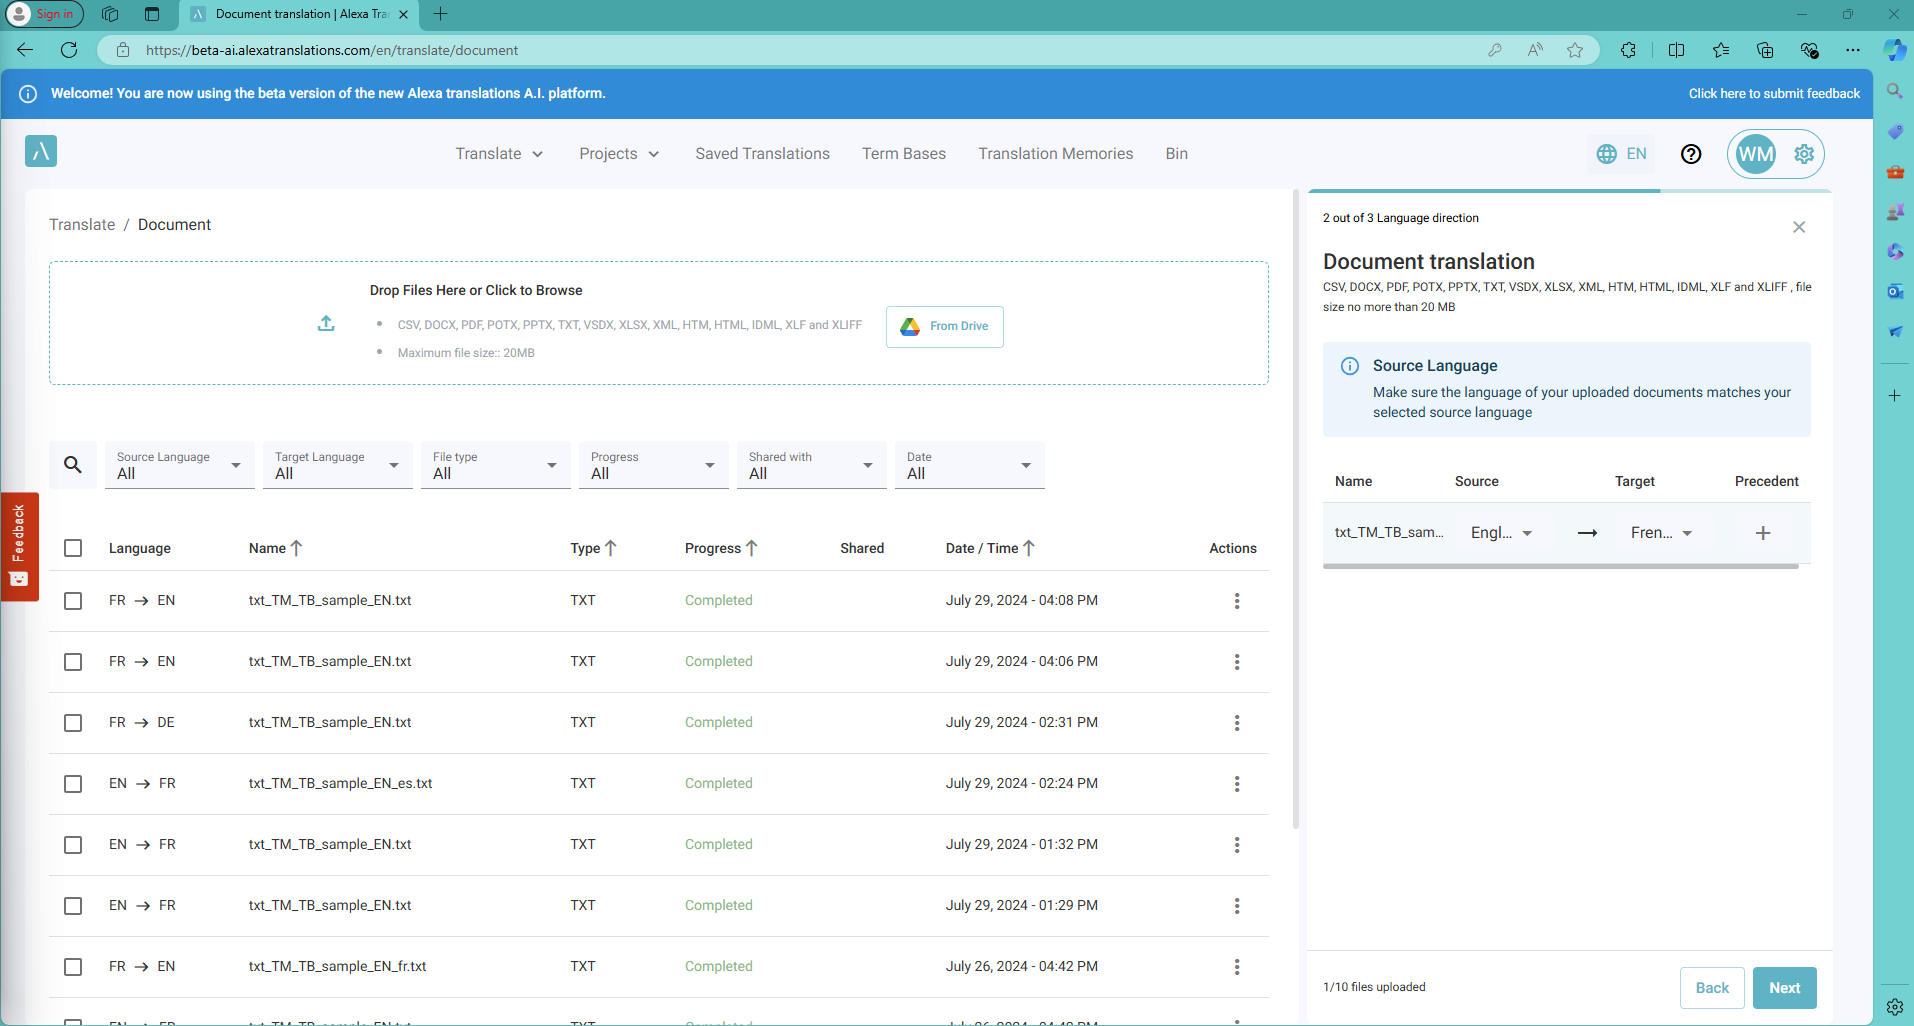 Sign in
Document translation | Alexa Tra
https://beta-ai.alexatranslations.com/en/translate/document
Welcome! You are now using the beta version of the new Alexa translations A.I. platform.
Click here to submit feedback
Translate
Projects
Saved Translations
Term Bases
Translation Memories
Bin
EN
WM
Translate / Document
Drop Files Here or Click to Browse
CSV, DOCX, PDF, POTX, PPTX, TXT, VSDX, XLSX, XML, HTM, HTML, IDML, XLF and XLIFF
Maximum file size:: 20MB
From Drive
Source Language
All
Target Language
All
File type
All
Progress
All
Shared with
All
Date
All
Feedback
Language Name Type Progress Shared Date / Time Actions
FR → EN txt_TM_TB_sample_EN.txt TXT Completed July 29, 2024 - 04:08 PM
FR → EN txt_TM_TB_sample_EN.txt TXT Completed July 29, 2024 - 04:06 PM
FR → DE txt_TM_TB_sample_EN.txt TXT Completed July 29, 2024 - 02:31 PM
EN → FR txt_TM_TB_sample_EN_es.txt TXT Completed July 29, 2024 - 02:24 PM
EN → FR txt_TM_TB_sample_EN.txt TXT Completed July 29, 2024 - 01:32 PM
EN → FR txt_TM_TB_sample_EN.txt TXT Completed July 29, 2024 - 01:29 PM
FR → EN txt_TM_TB_sample_EN_fr.txt TXT Completed July 26, 2024 - 04:42 PM
2 out of 3 Language direction
Document translation
CSV, DOCX, PDF, POTX, PPTX, TXT, VSDX, XLSX, XML, HTM, HTML, IDML, XLF and XLIFF , file
size no more than 20 MB
Source Language
Make sure the language of your uploaded documents matches your
selected source language
Name Source Target Precedent
txt_TM_TB_sam... Engl... → Fren... +
1/10 files uploaded
Back
Next